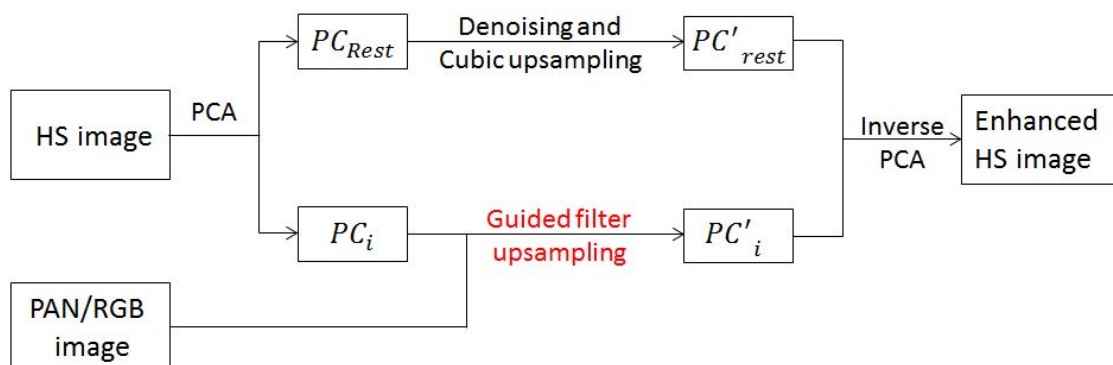 HS image
PCA
PC_Rest
Denoising and
Cubic upsampling
PC'_rest
PC_i
Guided filter
upsampling
PC'_i
PAN/RGB
image
Inverse
PCA
Enhanced
HS image